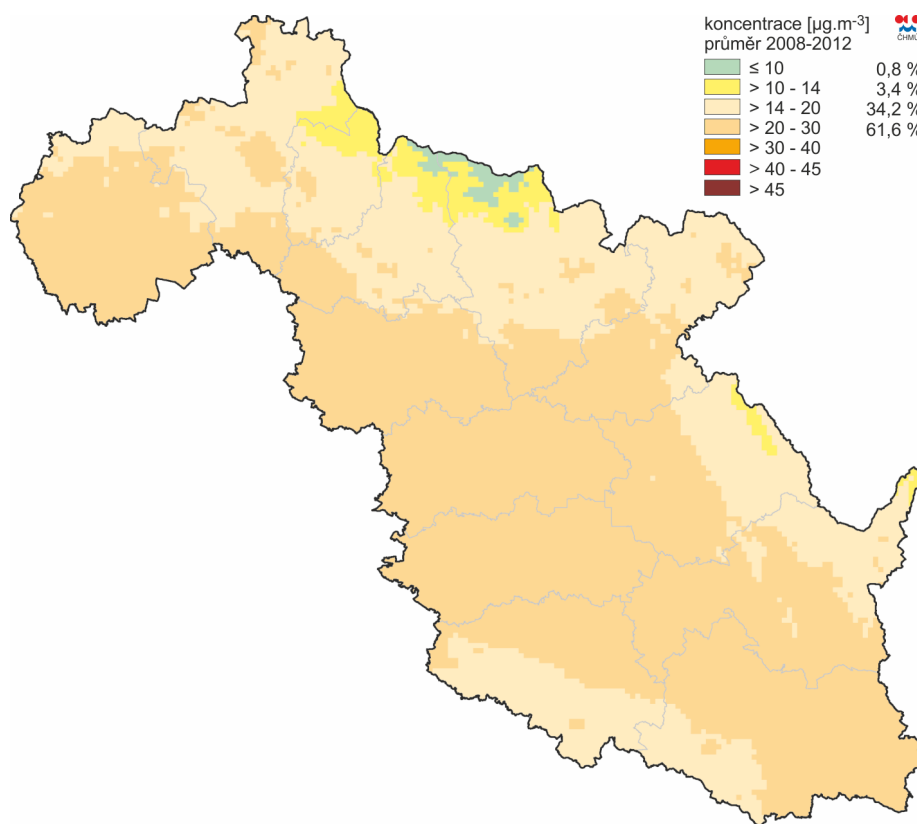 koncentrace [µg.m⁻³]
průměr 2008-2012
ČHMÚ
≤ 10 0,8 %
> 10 - 14 3,4 %
> 14 - 20 34,2 %
> 20 - 30 61,6 %
> 30 - 40
> 40 - 45
> 45